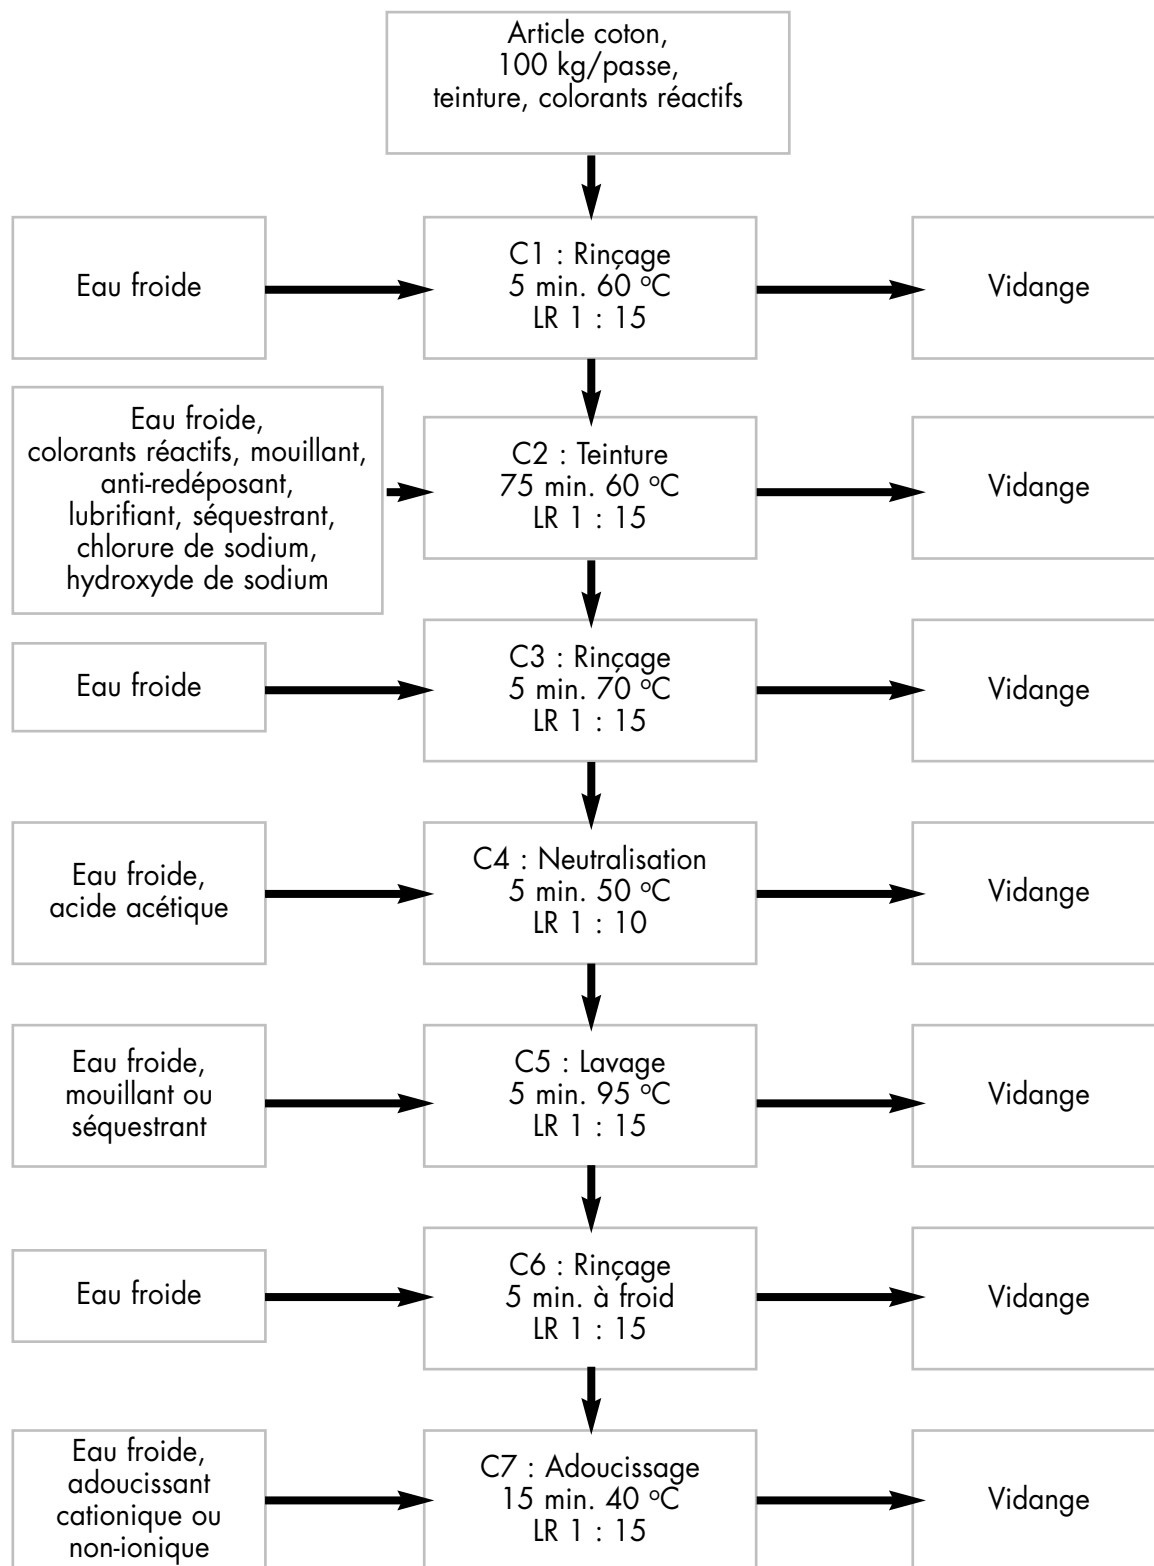 Article coton,
100 kg/passe,
teinture, colorants réactifs
Eau froide
C1 : Rinçage
5 min. 60 °C
LR 1 : 15
Vidange
Eau froide,
colorants réactifs, mouillant,
anti-redéposant,
lubrifiant, séquestrant,
chlorure de sodium,
hydroxyde de sodium
C2 : Teinture
75 min. 60 °C
LR 1 : 15
Vidange
Eau froide
C3 : Rinçage
5 min. 70 °C
LR 1 : 15
Vidange
Eau froide,
acide acétique
C4 : Neutralisation
5 min. 50 °C
LR 1 : 10
Vidange
Eau froide,
mouillant ou
séquestrant
C5 : Lavage
5 min. 95 °C
LR 1 : 15
Vidange
Eau froide
C6 : Rinçage
5 min. à froid
LR 1 : 15
Vidange
Eau froide,
adoucissant
cationique ou
non-ionique
C7 : Adoucissage
15 min. 40 °C
LR 1 : 15
Vidange